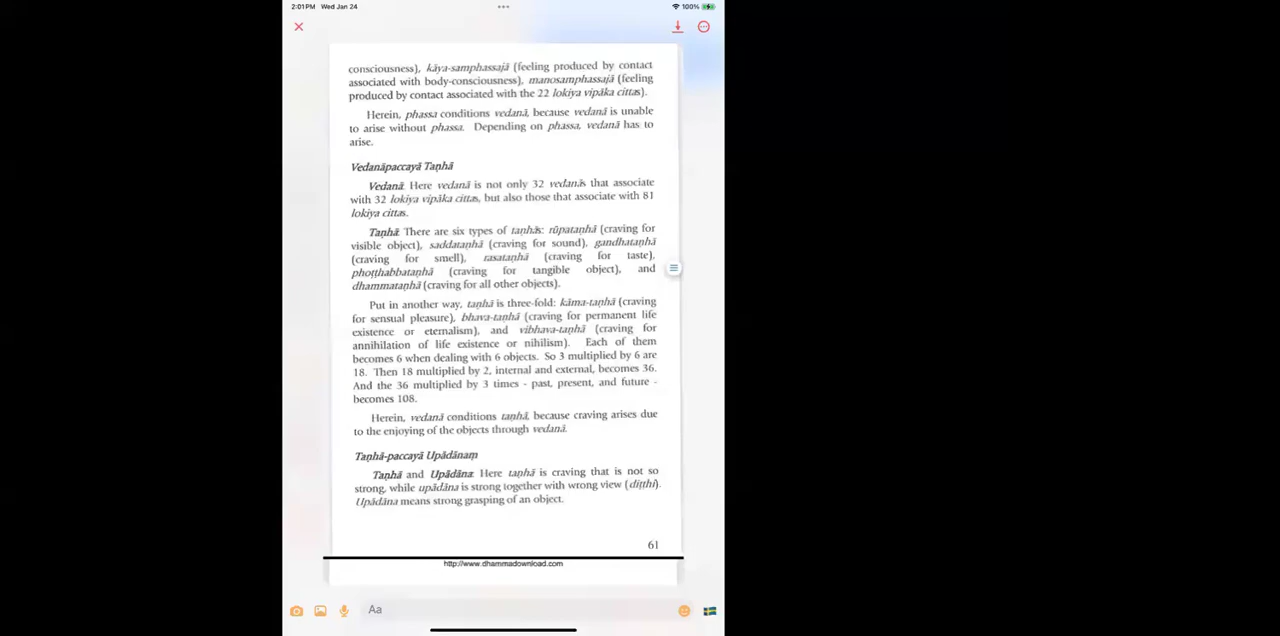 2:01 PM Wed Jan 24
100%
consciousness), kāya-samphassajā (feeling produced by contact
associated with body-consciousness), manosamphassajā (feeling
produced by contact associated with the 22 lokiya vipāka cittas).
Herein, phassa conditions vedanā, because vedanā is unable
to arise without phassa. Depending on phassa, vedanā has to
arise.
Vedanāpaccayā Taṇhā
Vedanā: Here vedanā is not only 32 vedanās that associate
with 32 lokiya vipāka cittas, but also those that associate with 81
lokiya cittas.
Taṇhā: There are six types of taṇhās: rūpataṇhā (craving for
visible object), saddataṇhā (craving for sound), gandhataṇhā
(craving for smell), rasataṇhā (craving for taste),
phoṭṭhabbataṇhā (craving for tangible object), and
dhammataṇhā (craving for all other objects).
Put in another way, taṇhā is three-fold: kāma-taṇhā (craving
for sensual pleasure), bhava-taṇhā (craving for permanent life
existence or eternalism), and vibhava-taṇhā (craving for
annihilation of life existence or nihilism). Each of them
becomes 6 when dealing with 6 objects. So 3 multiplied by 6 are
18. Then 18 multiplied by 2, internal and external, becomes 36.
And the 36 multiplied by 3 times - past, present, and future -
becomes 108.
Herein, vedanā conditions taṇhā, because craving arises due
to the enjoying of the objects through vedanā.
Taṇhā-paccayā Upādānaṃ
Taṇhā and Upādāna: Here taṇhā is craving that is not so
strong, while upādāna is strong together with wrong view (diṭṭhi).
Upādāna means strong grasping of an object.
61
http://www.dhammadownload.com
Aa